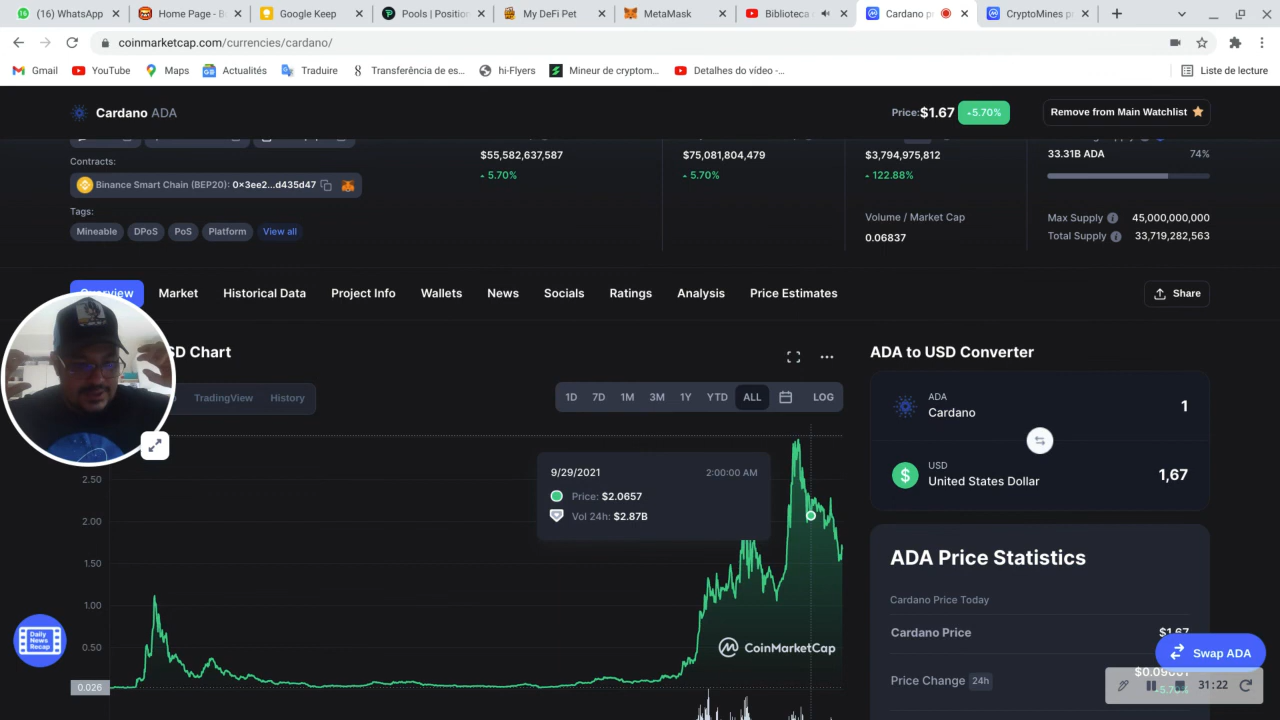 (16) WhatsApp
Home Page - B
Google Keep
Pools | Position
My DeFi Pet
MetaMask
Biblioteca
Cardano p
CryptoMines p
coinmarketcap.com/currencies/cardano/
Gmail
YouTube
Maps
Actualités
Traduire
Transferência de es...
hi-Flyers
Mineur de cryptom...
Detalhes do vídeo -...
Liste de lecture
Cardano ADA
Price: $1.67
5.70%
Remove from Main Watchlist
Contracts:
$55,582,637,587
$75,081,804,479
$3,794,975,812
33.31B ADA
74%
5.70%
5.70%
122.88%
Binance Smart Chain (BEP20): 0x3ee2...d435d47
Tags:
Mineable
DPoS
PoS
Platform
View all
Volume / Market Cap
0.06837
Max Supply
45,000,000,000
Total Supply
33,719,282,563
Overview
Market
Historical Data
Project Info
Wallets
News
Socials
Ratings
Analysis
Price Estimates
Share
SD Chart
TradingView
History
1D
7D
1M
3M
1Y
YTD
ALL
LOG
9/29/2021
2:00:00 AM
Price: $2.0657
Vol 24h: $2.87B
2.50
2.00
1.50
1.00
0.50
0.026
CoinMarketCap
Daily
News
Recap
ADA to USD Converter
ADA
Cardano
1
USD
United States Dollar
1,67
ADA Price Statistics
Cardano Price Today
Cardano Price
$1.67
Swap ADA
Price Change
24h
31:22